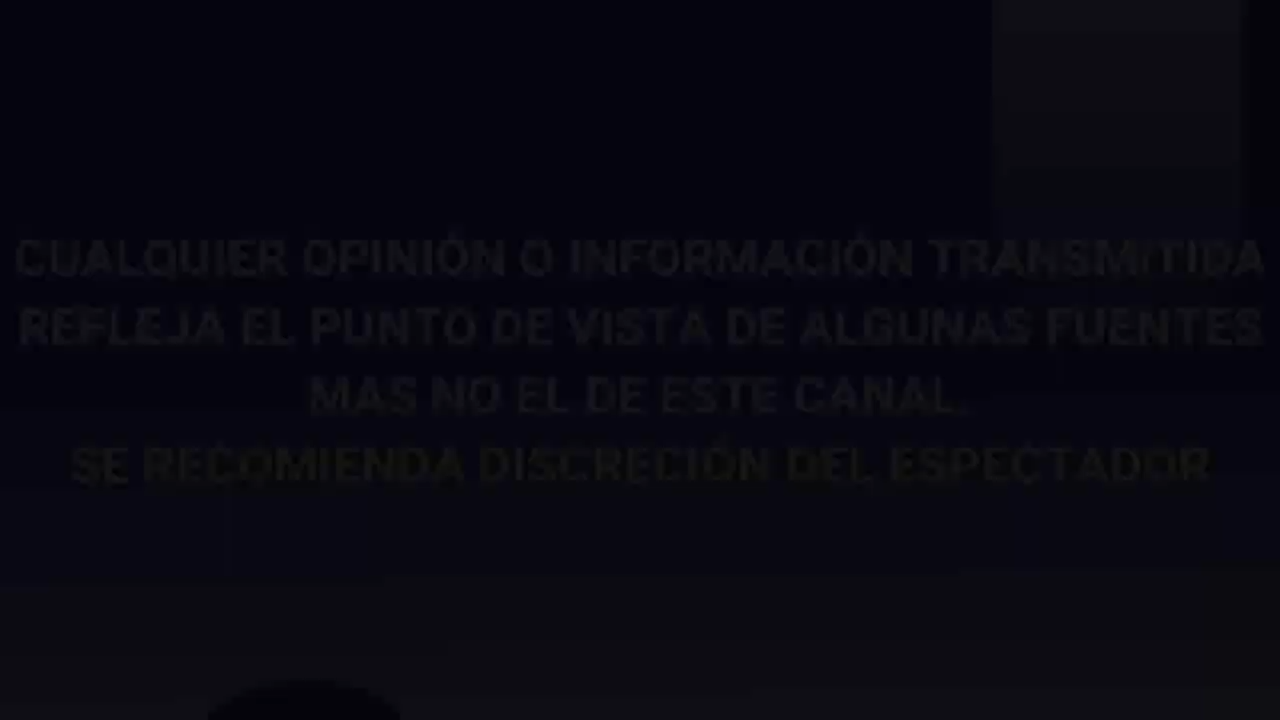 CUALQUIER OPINIÓN O INFORMACIÓN TRANSMITIDA
REFLEJA EL PUNTO DE VISTA DE ALGUNAS FUENTES
MAS NO EL DE ESTE CANAL.
SE RECOMIENDA DISCRECIÓN DEL ESPECTADOR